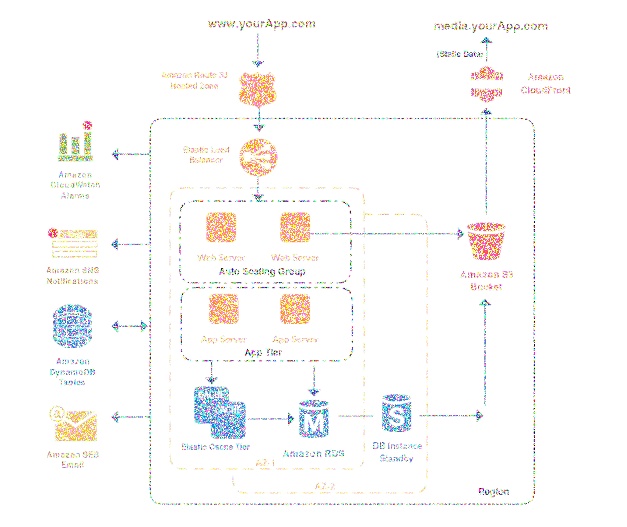 www.yourApp.com
media.yourApp.com
(Static Data)
Amazon Route 53
Hosted Zone
Amazon
CloudFront
Elastic Load
Balancer
Amazon
CloudWatch
Alarms
Web Server
Web Server
Auto Scaling Group
Amazon SNS
Notifications
Amazon S3
Bucket
App Server
App Server
App Tier
Amazon
DynamoDB
Tables
M
S
Elastic Cache Tier
Amazon RDS
DB Instance
Standby
Amazon SES
Email
AZ-1
AZ-2
Region